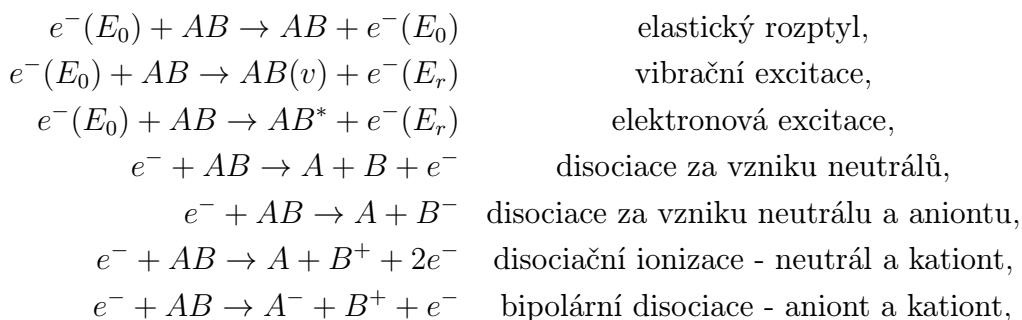 e⁻(E₀) + AB → AB + e⁻(E₀) elastický rozptyl,
e⁻(E₀) + AB → AB(v) + e⁻(Eᵣ) vibrační excitace,
e⁻(E₀) + AB → AB* + e⁻(Eᵣ) elektronová excitace,
e⁻ + AB → A + B + e⁻ disociace za vzniku neutrálů,
e⁻ + AB → A + B⁻ disociace za vzniku neutrálu a aniontu,
e⁻ + AB → A + B⁺ + 2e⁻ disociační ionizace - neutrál a kationt,
e⁻ + AB → A⁻ + B⁺ + e⁻ bipolární disociace - aniont a kationt,